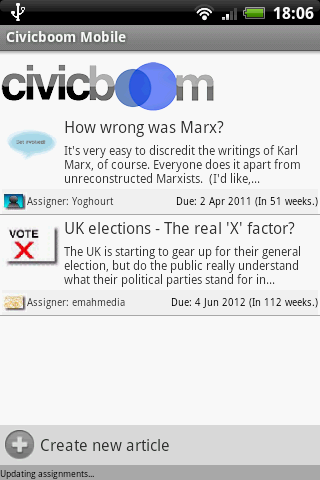 18:06
Civicboom Mobile
civicboom
How wrong was Marx?
It's very easy to discredit the writings of Karl
Marx, of course. Everyone does it apart from
unreconstructed Marxists.  (I'd like,...
Assigner: Yoghourt Due: 2 Apr 2011 (In 51 weeks.)
VOTE
X
UK elections - The real 'X' factor?
The UK is starting to gear up for their general
election, but do the public really understand
what their political parties stand for in...
Assigner: emahmedia Due: 4 Jun 2012 (In 112 weeks.)
Create new article
Updating assignments...